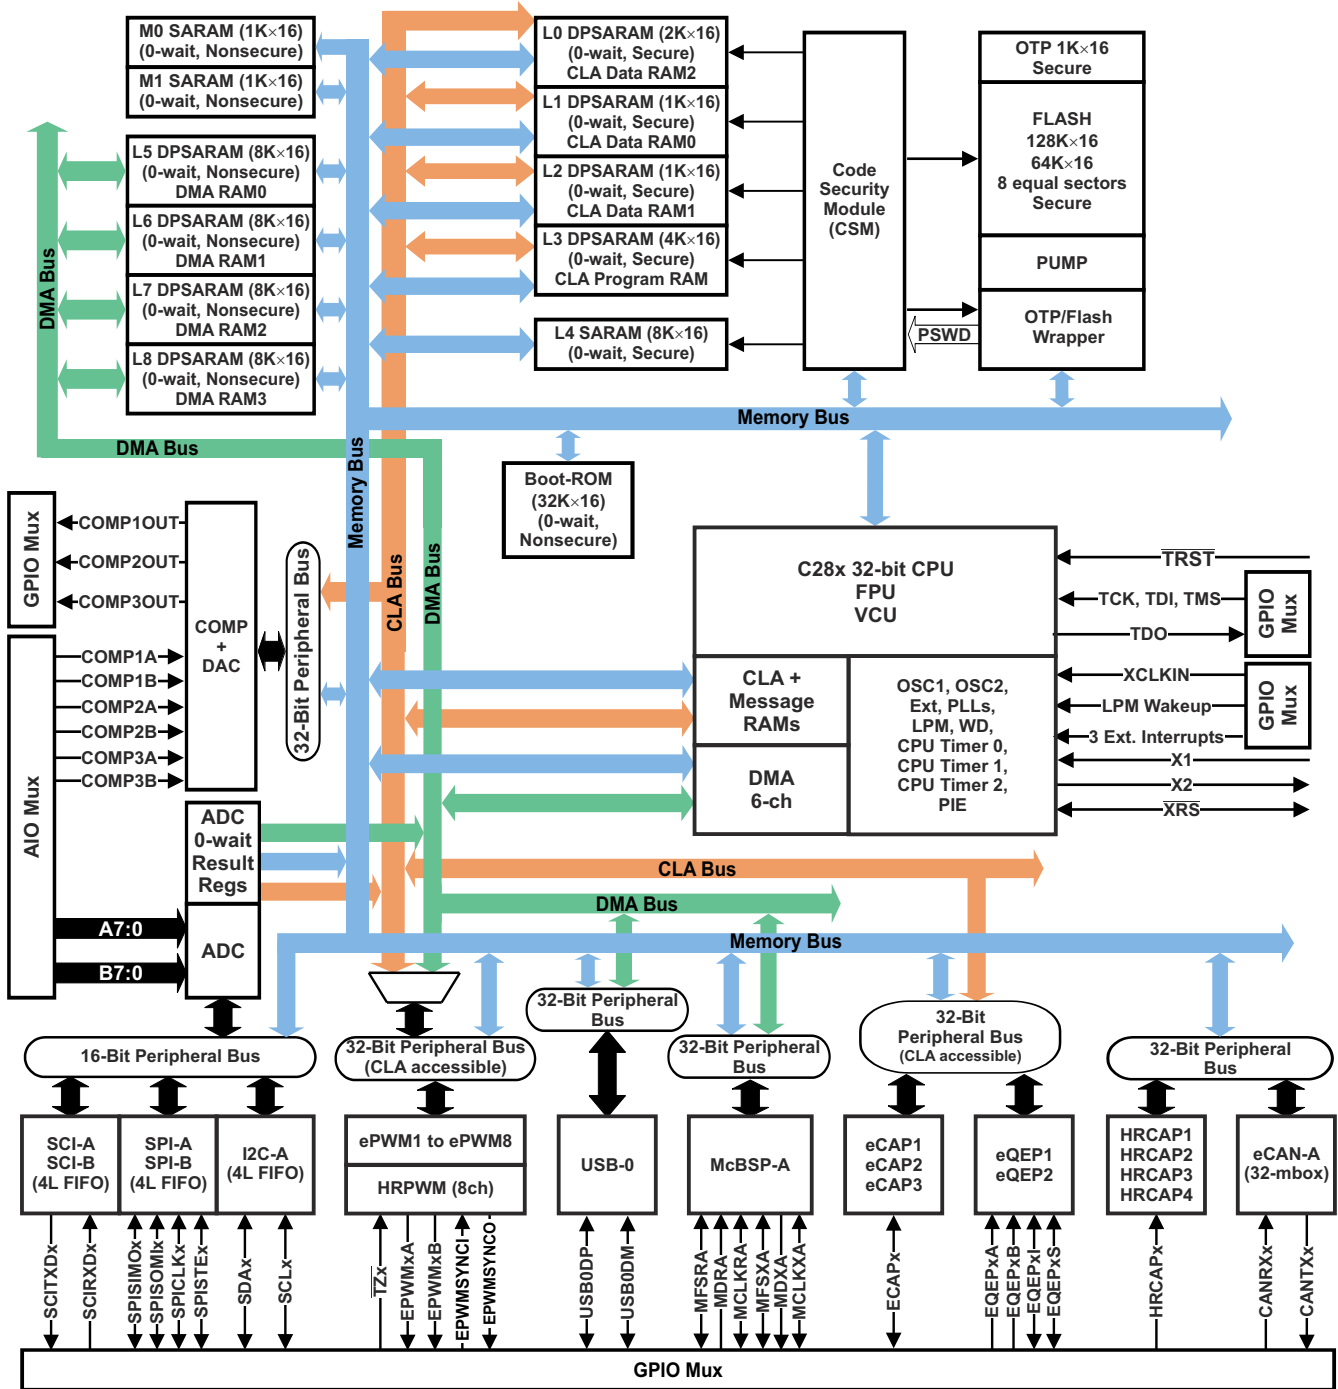 M0 SARAM (1K×16)
(0-wait, Nonsecure)
M1 SARAM (1K×16)
(0-wait, Nonsecure)
L5 DPSARAM (8K×16)
(0-wait, Nonsecure)
DMA RAM0
L6 DPSARAM (8K×16)
(0-wait, Nonsecure)
DMA RAM1
L7 DPSARAM (8K×16)
(0-wait, Nonsecure)
DMA RAM2
L8 DPSARAM (8K×16)
(0-wait, Nonsecure)
DMA RAM3
DMA Bus
DMA Bus
L0 DPSARAM (2K×16)
(0-wait, Secure)
CLA Data RAM2
L1 DPSARAM (1K×16)
(0-wait, Secure)
CLA Data RAM0
L2 DPSARAM (1K×16)
(0-wait, Secure)
CLA Data RAM1
L3 DPSARAM (4K×16)
(0-wait, Secure)
CLA Program RAM
L4 SARAM (8K×16)
(0-wait, Secure)
Code
Security
Module
(CSM)
OTP 1K×16
Secure
FLASH
128K×16
64K×16
8 equal sectors
Secure
PUMP
OTP/Flash
Wrapper
PSWD
Memory Bus
Memory Bus
CLA Bus
DMA Bus
Boot-ROM
(32K×16)
(0-wait,
Nonsecure)
GPIO Mux
COMP1OUT
COMP2OUT
COMP3OUT
COMP
+
DAC
32-Bit Peripheral Bus
AIO Mux
COMP1A
COMP1B
COMP2A
COMP2B
COMP3A
COMP3B
ADC
0-wait
Result
Regs
ADC
A7:0
B7:0
C28x 32-bit CPU
FPU
VCU
CLA +
Message
RAMs
DMA
6-ch
OSC1, OSC2,
Ext, PLLs,
LPM, WD,
CPU Timer 0,
CPU Timer 1,
CPU Timer 2,
PIE
TRST
TCK, TDI, TMS
TDO
GPIO
Mux
XCLKIN
LPM Wakeup
3 Ext. Interrupts
GPIO
Mux
X1
X2
XRS
CLA Bus
DMA Bus
Memory Bus
16-Bit Peripheral Bus
32-Bit Peripheral Bus
(CLA accessible)
32-Bit Peripheral
Bus
32-Bit Peripheral
Bus
32-Bit
Peripheral Bus
(CLA accessible)
32-Bit Peripheral
Bus
SCI-A
SCI-B
(4L FIFO)
SPI-A
SPI-B
(4L FIFO)
I2C-A
(4L FIFO)
ePWM1 to ePWM8
HRPWM (8ch)
USB-0
McBSP-A
eCAP1
eCAP2
eCAP3
eQEP1
eQEP2
HRCAP1
HRCAP2
HRCAP3
HRCAP4
eCAN-A
(32-mbox)
SCITXDx
SCIRXDx
SPISIMOx
SPISOMIx
SPICLKx
SPISTEx
SDAx
SCLx
TZx
EPWMxA
EPWMxB
EPWMSYNCI
EPWMSYNCO
USB0DP
USB0DM
MFSRA
MDRA
MCLKRA
MFSXA
MDXA
MCLKXA
ECAPx
EQEPxA
EQEPxB
EQEPxI
EQEPxS
HRCAPx
CANRXx
CANTXx
GPIO Mux